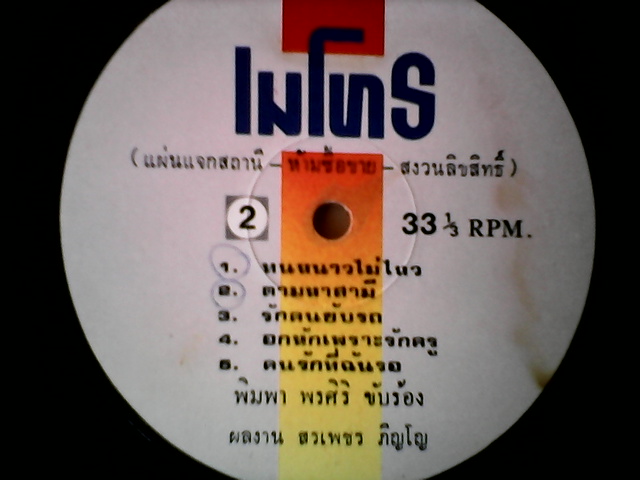 เมโทร
(แผ่นแจกสถานี - ห้ามซื้อขาย - สงวนลิขสิทธิ์)
2
33 1/3 RPM.
1. ทนหนาวไม่ไหว
2. ตามหาสามี
3. รักคนขับรถ
4. อกหักเพราะรักครู
5. คนรักที่ฉันรอ
พิมพา พรศิริ ขับร้อง
ผลงาน สรเพชร ภิญโญ